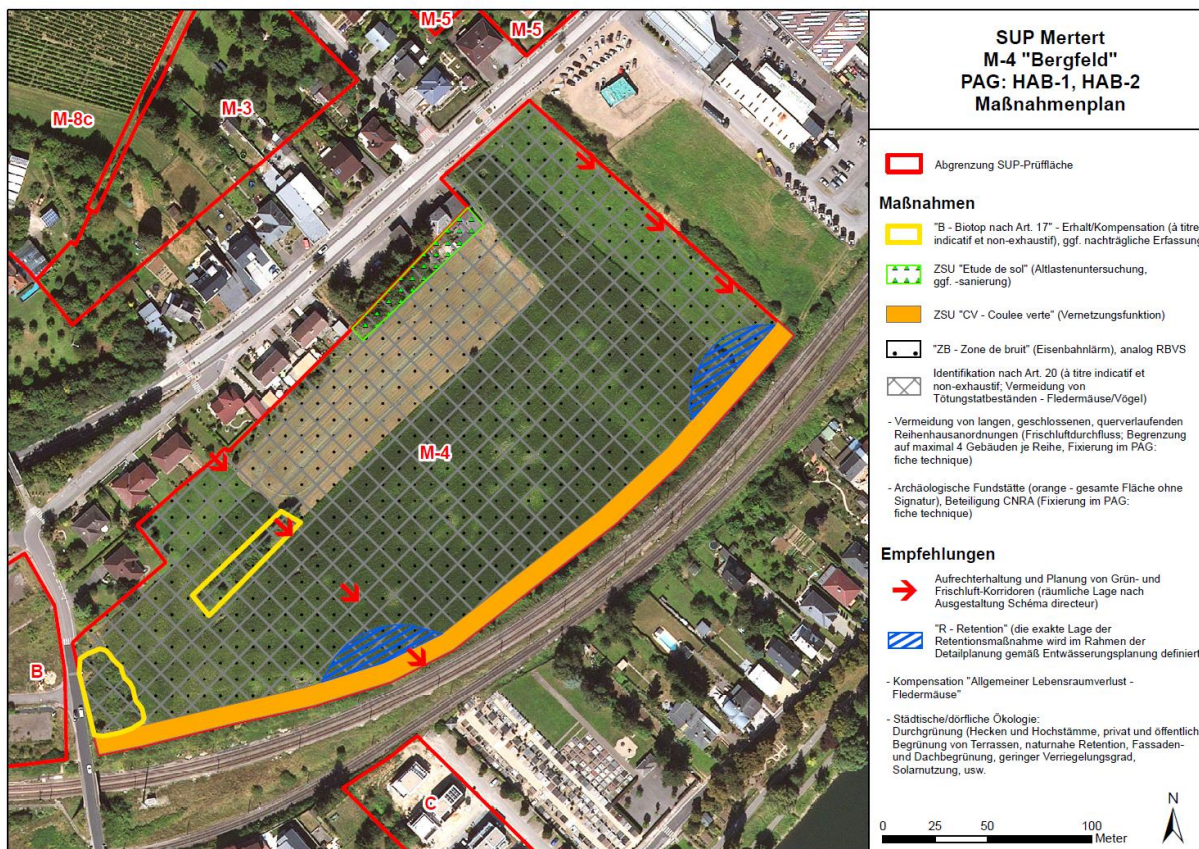 M-5
M-5
M-3
M-8c
M-4
B
C
SUP Mertert
M-4 "Bergfeld"
PAG: HAB-1, HAB-2
Maßnahmenplan
Abgrenzung SUP-Prüffläche
Maßnahmen
"B - Biotop nach Art. 17" - Erhalt/Kompensation (à titre
indicatif et non-exhaustif), ggf. nachträgliche Erfassung
ZSU "Etude de sol" (Altlastenuntersuchung,
ggf. -sanierung)
ZSU "CV - Coulee verte" (Vernetzungsfunktion)
"ZB - Zone de bruit" (Eisenbahnlärm), analog RBVS
Identifikation nach Art. 20 (à titre indicatif et
non-exhaustif; Vermeidung von
Tötungstatbeständen - Fledermäuse/Vögel)
- Vermeidung von langen, geschlossenen, querverlaufenden
Reihenhausanordnungen (Frischluftdurchfluss; Begrenzung
auf maximal 4 Gebäuden je Reihe, Fixierung im PAG:
fiche technique)
- Archäologische Fundstätte (orange - gesamte Fläche ohne
Signatur), Beteiligung CNRA (Fixierung im PAG:
fiche technique)
Empfehlungen
Aufrechterhaltung und Planung von Grün- und
Frischluft-Korridoren (räumliche Lage nach
Ausgestaltung Schéma directeur)
"R - Retention" (die exakte Lage der
Retentionsmaßnahme wird im Rahmen der
Detailplanung gemäß Entwässerungsplanung definiert
- Kompensation "Allgemeiner Lebensraumverlust -
Fledermäuse"
- Städtische/dörfliche Ökologie:
Durchgrünung (Hecken und Hochstämme, privat und öffentlich
Begrünung von Terrassen, naturnahe Retention, Fassaden-
und Dachbegrünung, geringer Verriegelungsgrad,
Solarnutzung, usw.
N
0 25 50 100
Meter